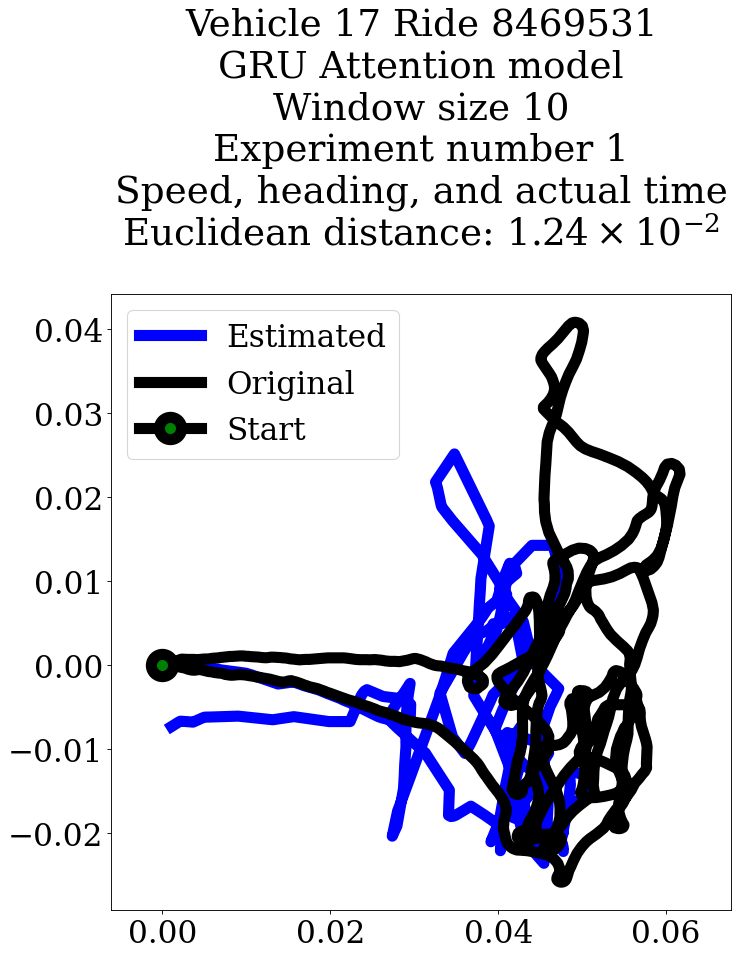 Vehicle 17 Ride 8469531
GRU Attention model
Window size 10
Experiment number 1
Speed, heading, and actual time
Euclidean distance: 1.24 × 10⁻²
Estimated
Original
Start
0.04
0.03
0.02
0.01
0.00
−0.01
−0.02
0.00 0.02 0.04 0.06